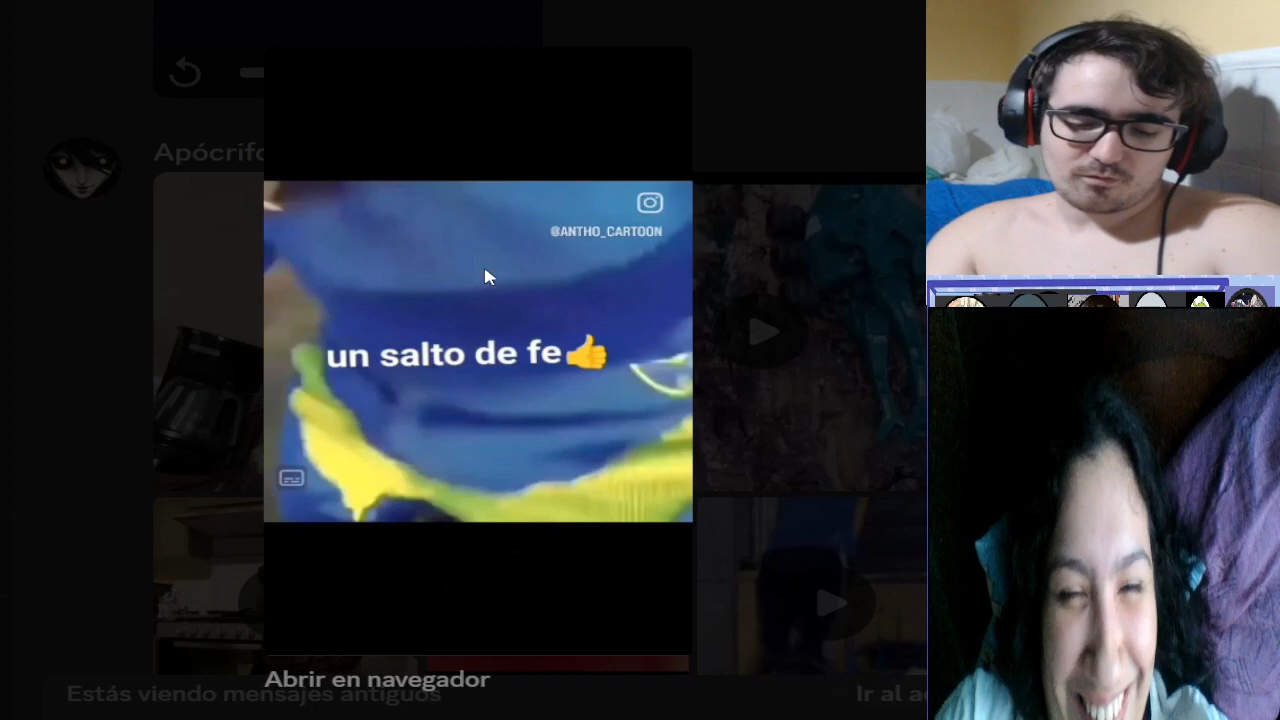 Apócrifo
@ANTHO_CARTOON
un salto de fe👍
Abrir en navegador
Estás viendo mensajes antiguos
Ir al